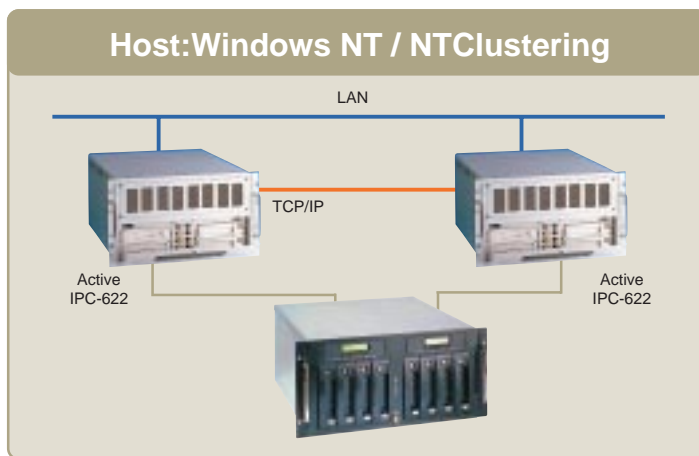 Host:Windows NT / NTClustering
LAN
TCP/IP
Active
IPC-622
Active
IPC-622